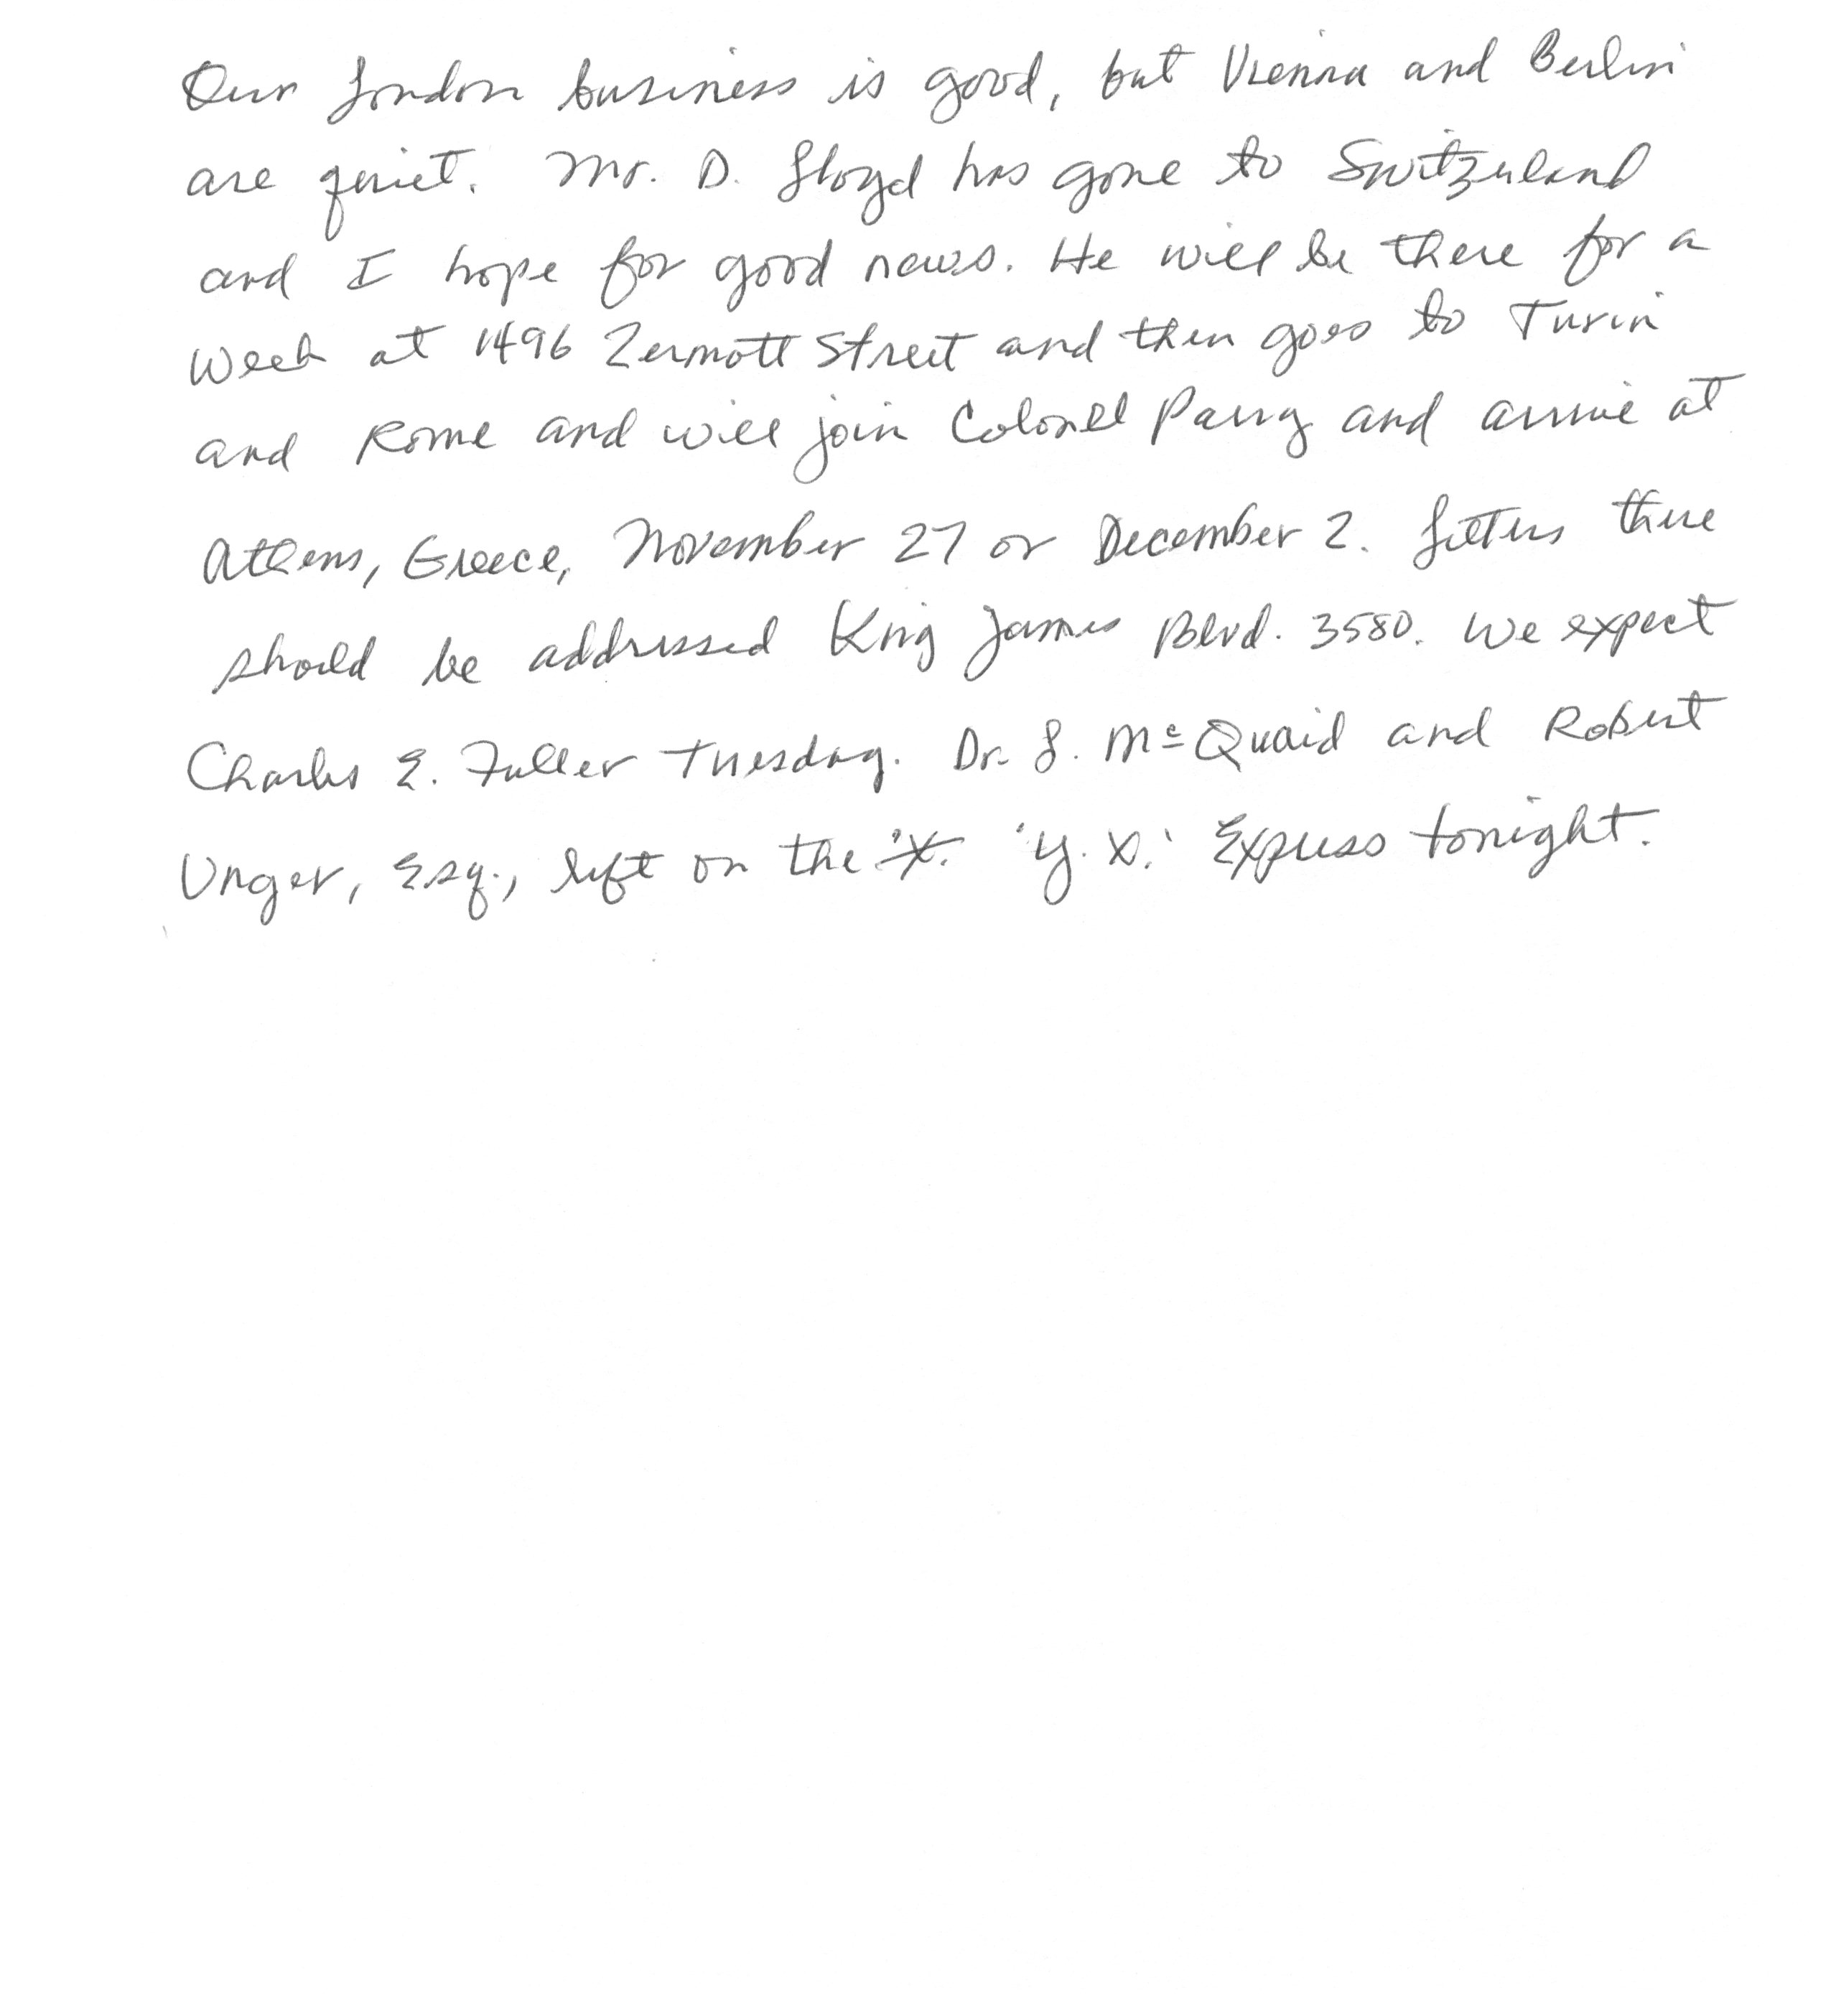 Our London business is good, but Vienna and Berlin
are quiet. Mr. D. Lloyd has gone to Switzerland
and I hope for good news. He will be there for a
week at 1496 Zermott Street and then goes to Turin
and Rome and will join Colonel Parry and arrive at
Athens, Greece, November 27 or December 2. Letters there
should be addressed King James Blvd. 3580. We expect
Charles E. Fuller Tuesday. Dr. L. McQuaid and Robert
Unger, Esq., left on the 'Y.X.' Express tonight.